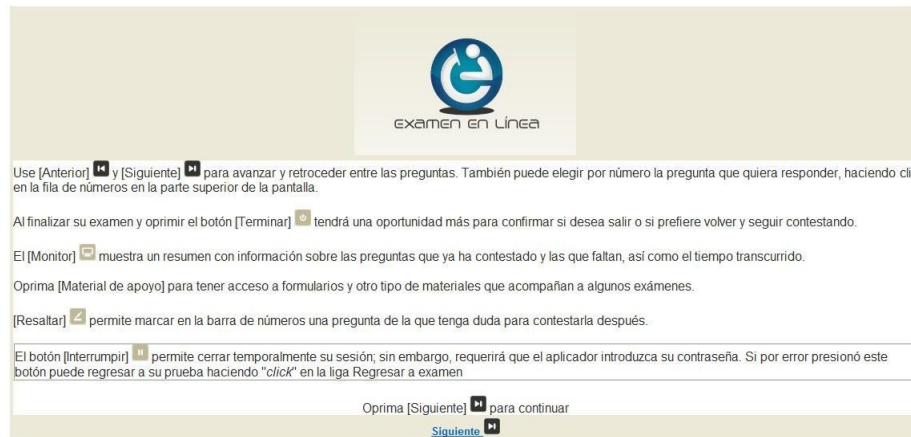 examen en Línea
Use [Anterior] y [Siguiente] para avanzar y retroceder entre las preguntas. También puede elegir por número la pregunta que quiera responder, haciendo cli
en la fila de números en la parte superior de la pantalla.
Al finalizar su examen y oprimir el botón [Terminar] tendrá una oportunidad más para confirmar si desea salir o si prefiere volver y seguir contestando.
El [Monitor] muestra un resumen con información sobre las preguntas que ya ha contestado y las que faltan, así como el tiempo transcurrido.
Oprima [Material de apoyo] para tener acceso a formularios y otro tipo de materiales que acompañan a algunos exámenes.
[Resaltar] permite marcar en la barra de números una pregunta de la que tenga duda para contestarla después.
El botón [Interrumpir] permite cerrar temporalmente su sesión; sin embargo, requerirá que el aplicador introduzca su contraseña. Si por error presionó este
botón puede regresar a su prueba haciendo "click" en la liga Regresar a examen
Oprima [Siguiente] para continuar
Siguiente